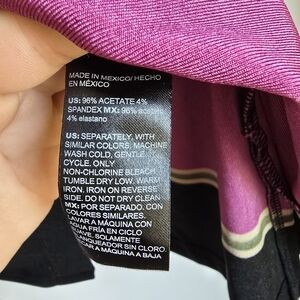 MADE IN MEXICO/ HECHO
EN MÉXICO
US: 96% ACETATE 4%
SPANDEX MX: 96% acetato
4% elastano
US: SEPARATELY, WITH
SIMILAR COLORS, MACHINE
WASH COLD, GENTLE
CYCLE. ONLY
NON-CHLORINE BLEACH
TUMBLE DRY LOW. WARM
IRON. IRON ON REVERSE
SIDE. DO NOT DRY CLEAN
MX: POR SEPARADO, CON
COLORES SIMILARES.
LAVAR A MÁQUINA CON
AGUA FRÍA EN CICLO
SUAVE. SOLAMENTE
BLANQUEADOR SIN CLORO.
A MÁQUINA A BAJA